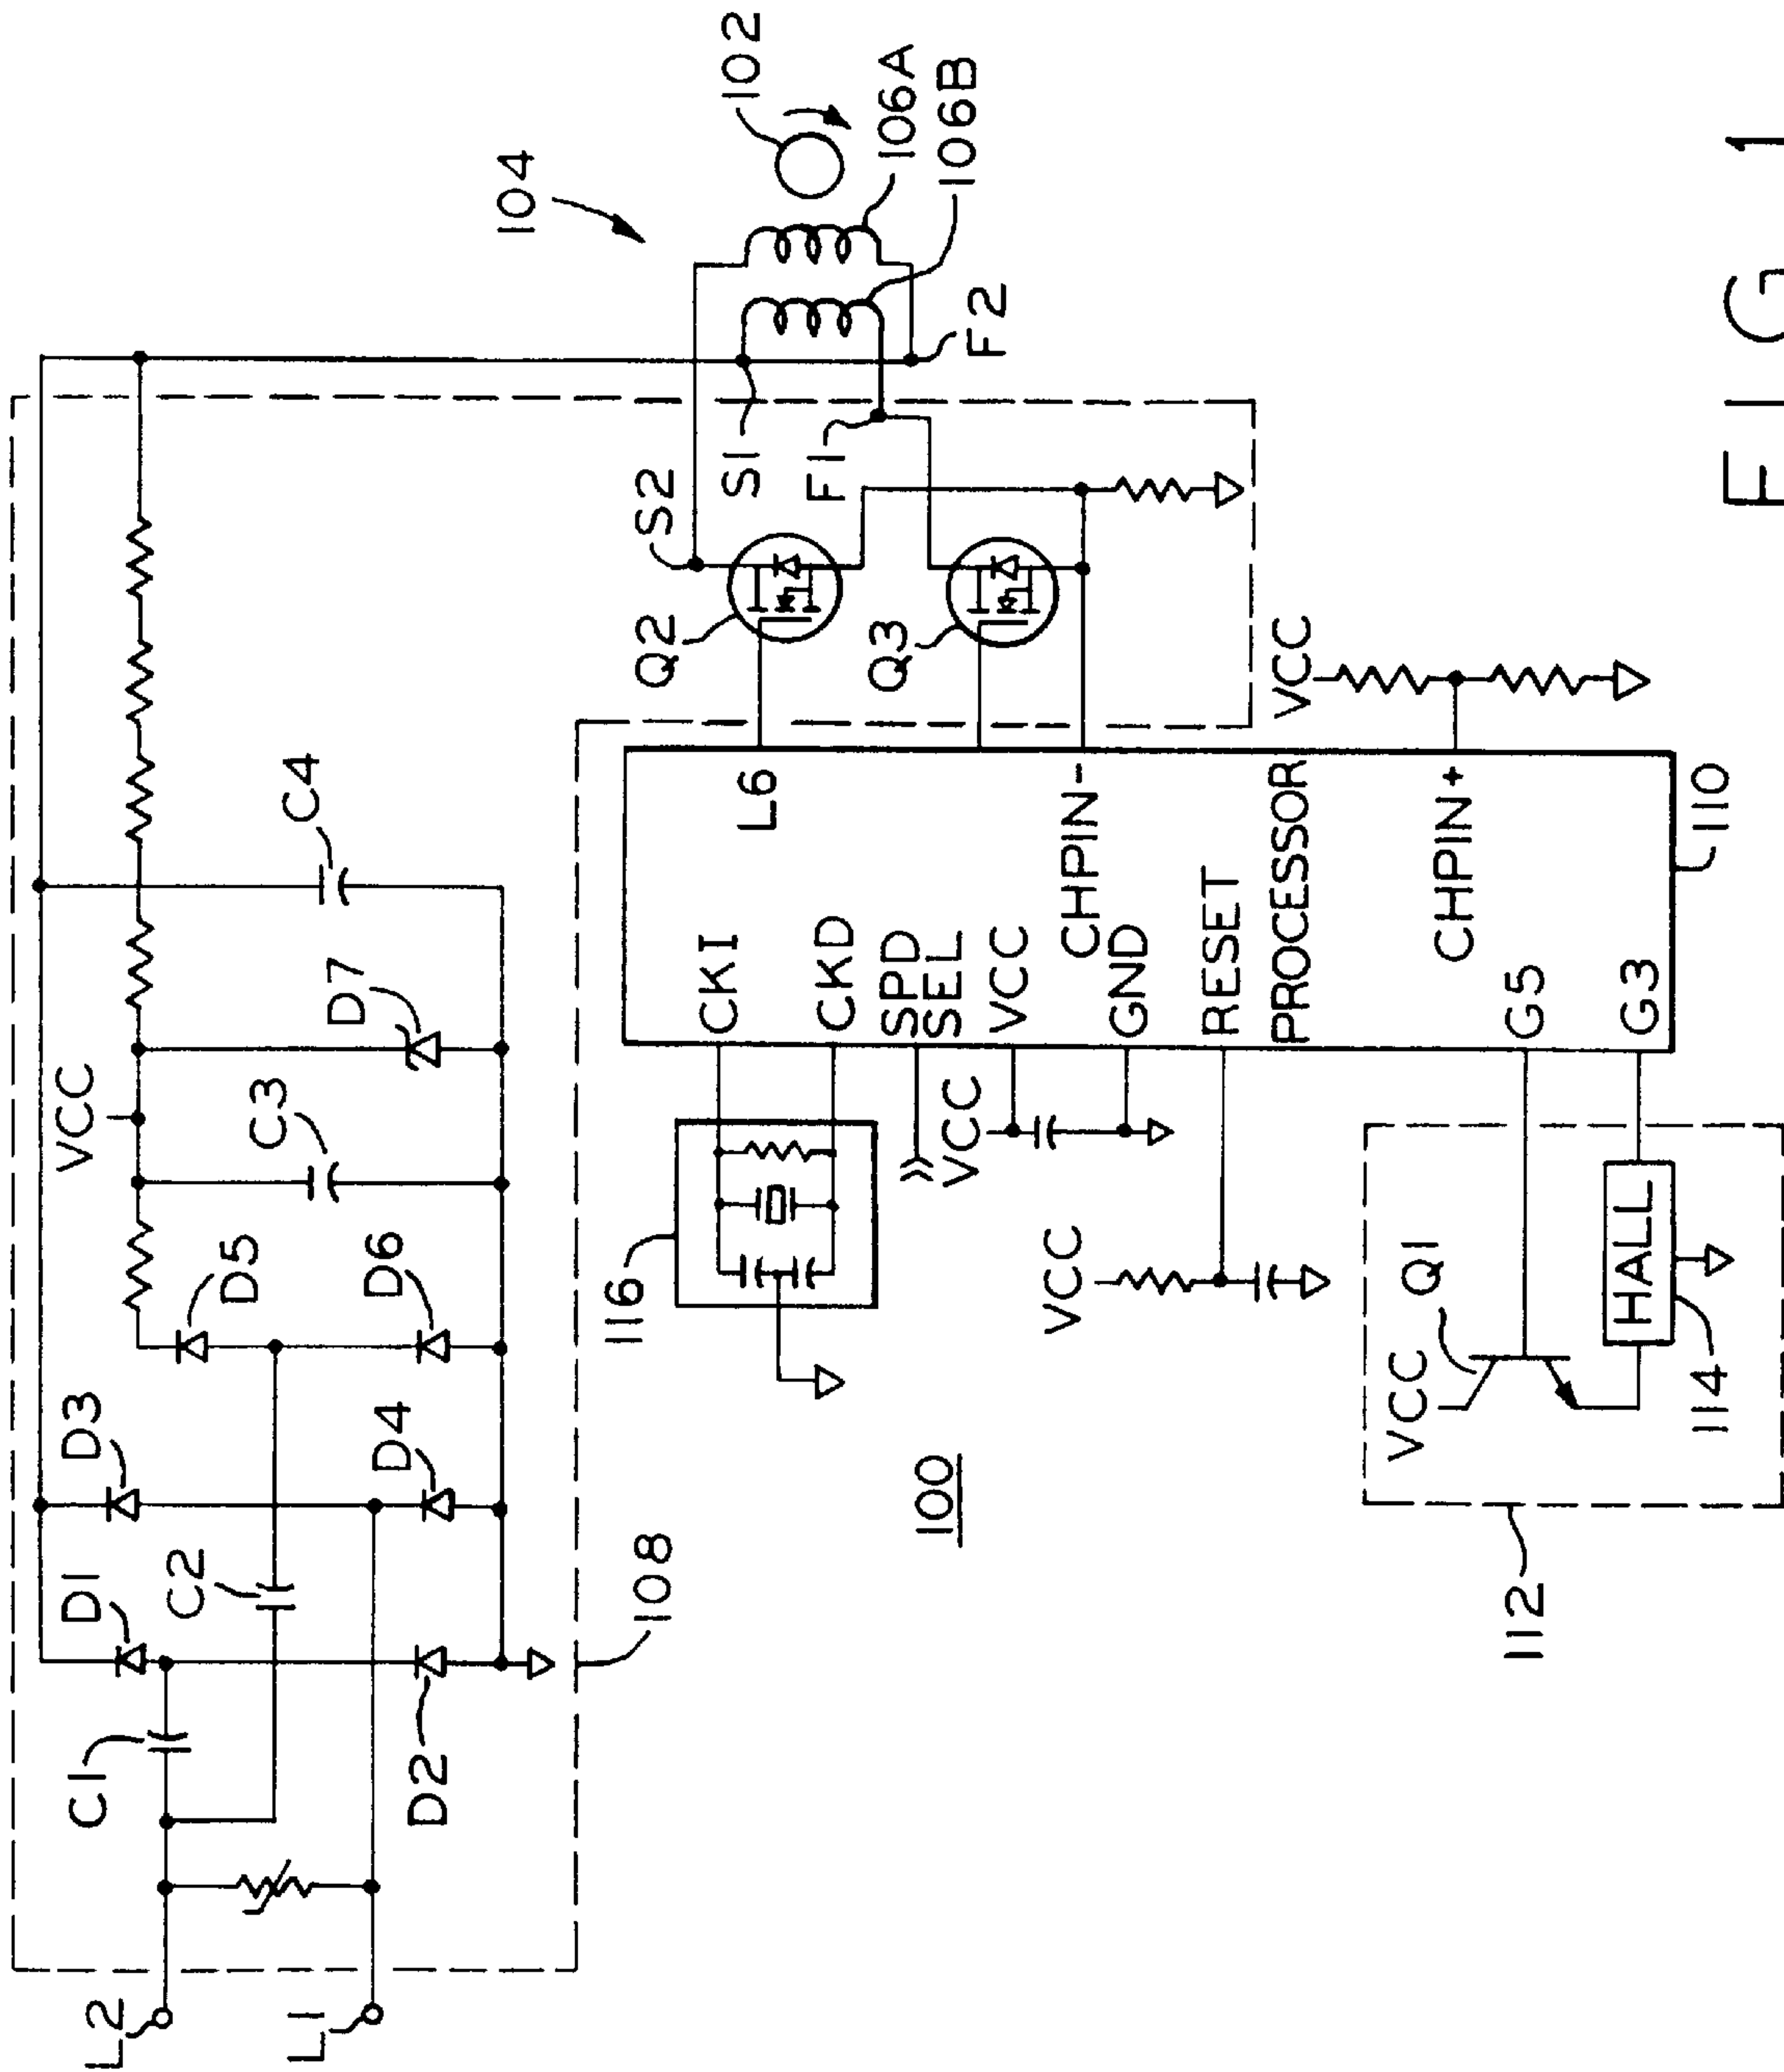 L2
L1
C1
D1
D2
C2
D3
D4
D5
D6
VCC
C3
D7
C4
108
104
102
106A
106B
S2
S1
F1
F2
Q2
Q3
116
100
CKI
CKD
SPD
SEL
VCC
GND
RESET
PROCESSOR
G5
G3
L6
CHPIN-
CHPIN+
VCC
VCC
VCC
110
112
VCC
Q1
HALL
114
FIG. 1